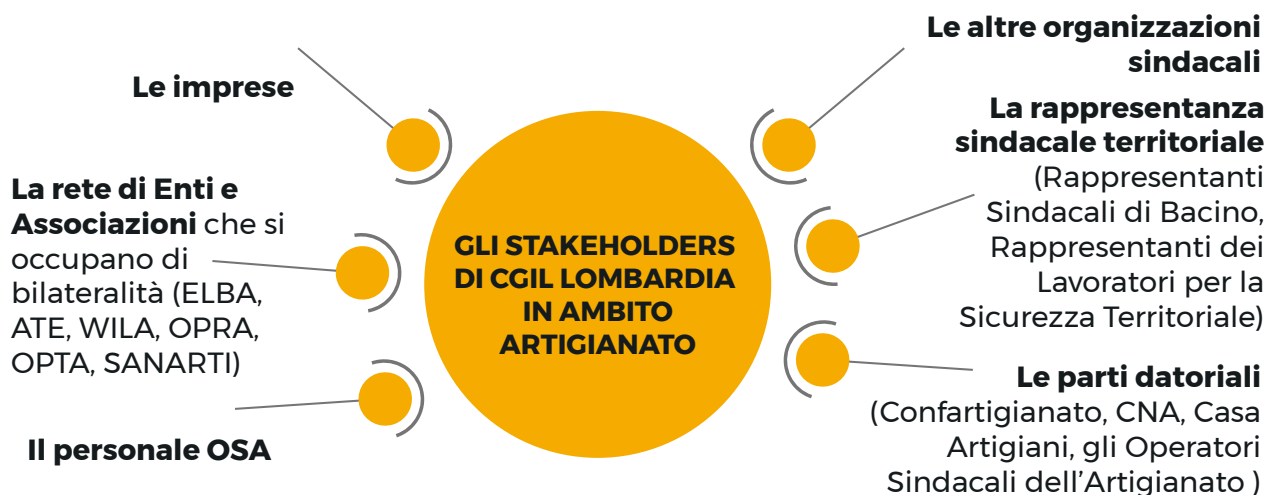 Le imprese
La rete di Enti e
Associazioni che si
occupano di
bilateralità (ELBA,
ATE, WILA, OPRA,
OPTA, SANARTI)
Il personale OSA
GLI STAKEHOLDERS
DI CGIL LOMBARDIA
IN AMBITO
ARTIGIANATO
Le altre organizzazioni
sindacali
La rappresentanza
sindacale territoriale
(Rappresentanti
Sindacali di Bacino,
Rappresentanti dei
Lavoratori per la
Sicurezza Territoriale)
Le parti datoriali
(Confartigianato, CNA, Casa
Artigiani, gli Operatori
Sindacali dell'Artigianato )